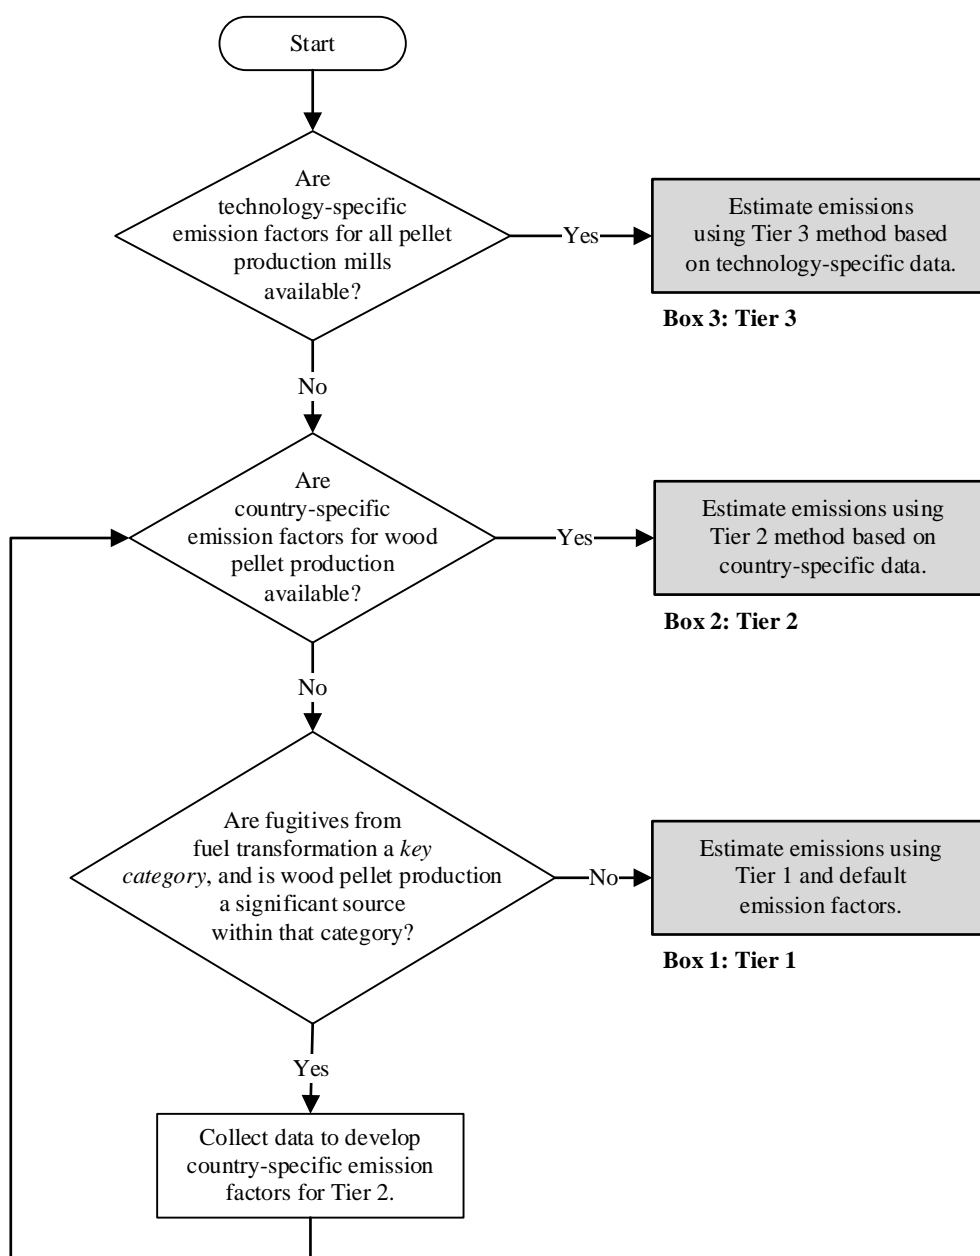 Start
Are
technology-specific
emission factors for all pellet
production mills
available?
Yes
Estimate emissions
using Tier 3 method based
on technology-specific data.
Box 3: Tier 3
No
Are
country-specific
emission factors for wood
pellet production
available?
Yes
Estimate emissions using
Tier 2 method based on
country-specific data.
Box 2: Tier 2
No
Are fugitives from
fuel transformation a key
category, and is wood pellet production
a significant source
within that category?
No
Estimate emissions using
Tier 1 and default
emission factors.
Box 1: Tier 1
Yes
Collect data to develop
country-specific emission
factors for Tier 2.